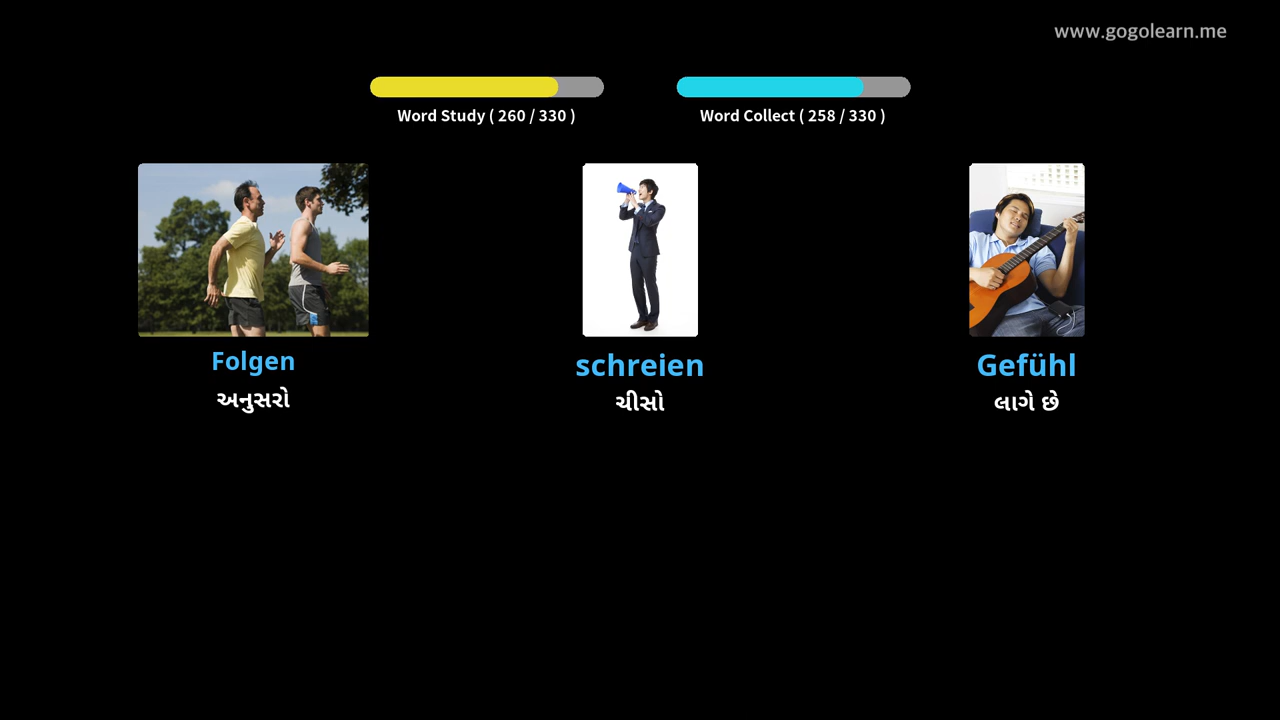 www.gogolearn.me
Word Study ( 260 / 330 )
Word Collect ( 258 / 330 )
Folgen
અનુસરો
schreien
ચીસો
Gefühl
લાગે છે